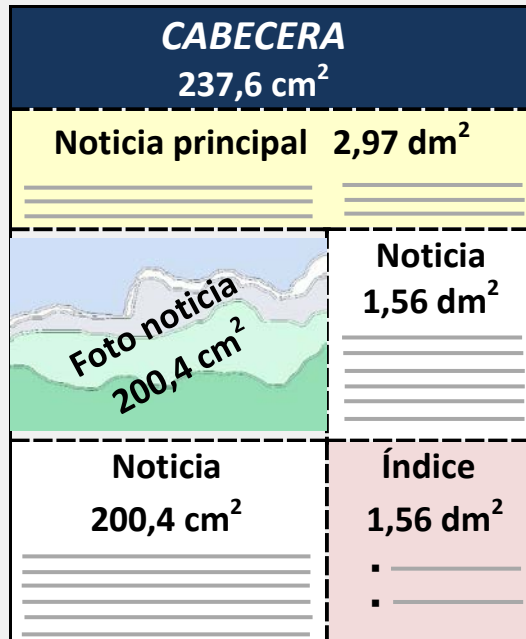 CABECERA
237,6 cm²
Noticia principal 2,97 dm²
Foto noticia
200,4 cm²
Noticia
1,56 dm²
Noticia
200,4 cm²
Índice
1,56 dm²